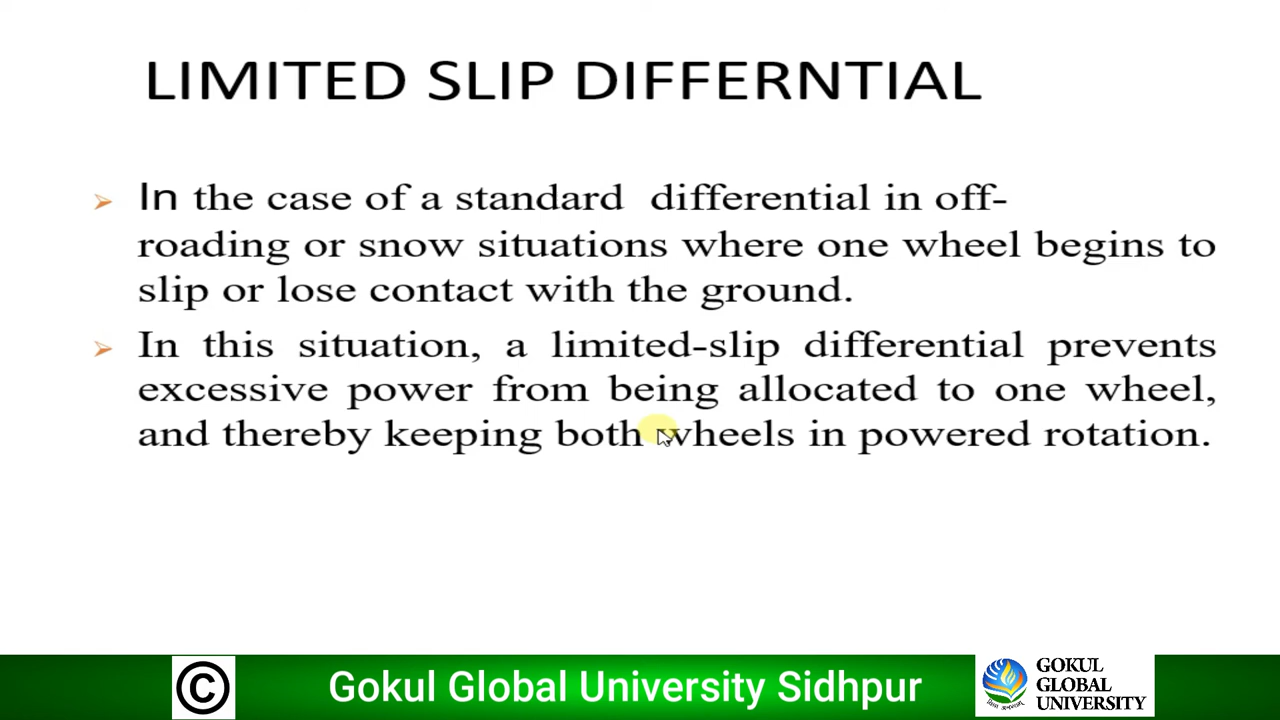 LIMITED SLIP DIFFERNTIAL
In the case of a standard differential in off-
roading or snow situations where one wheel begins to
slip or lose contact with the ground.
In this situation, a limited-slip differential prevents
excessive power from being allocated to one wheel,
and thereby keeping both wheels in powered rotation.
©
Gokul Global University Sidhpur
GOKUL
GLOBAL
UNIVERSITY